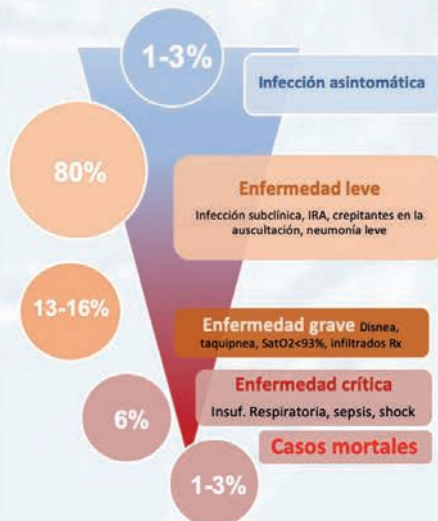 1-3%
Infección asintomática
80%
Enfermedad leve
Infección subclínica, IRA, crepitantes en la
auscultación, neumonía leve
13-16%
Enfermedad grave Disnea,
taquipnea, SatO2<93%, infiltrados Rx
Enfermedad crítica
Insuf. Respiratoria, sepsis, shock
6%
Casos mortales
1-3%